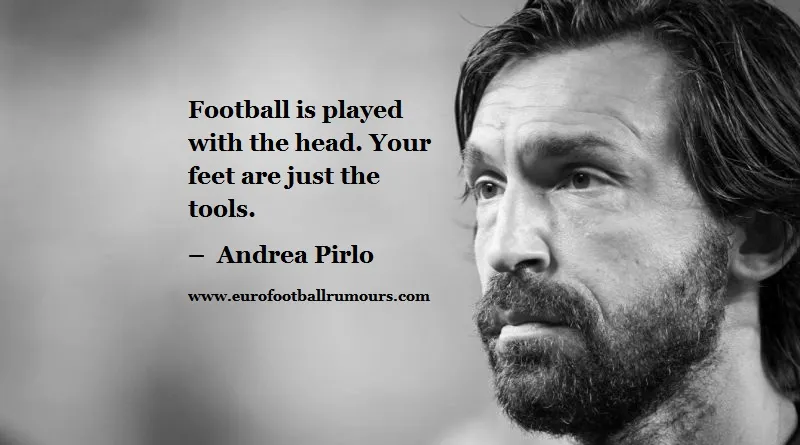 Football is played
with the head. Your
feet are just the
tools.
– Andrea Pirlo
www.eurofootballrumours.com